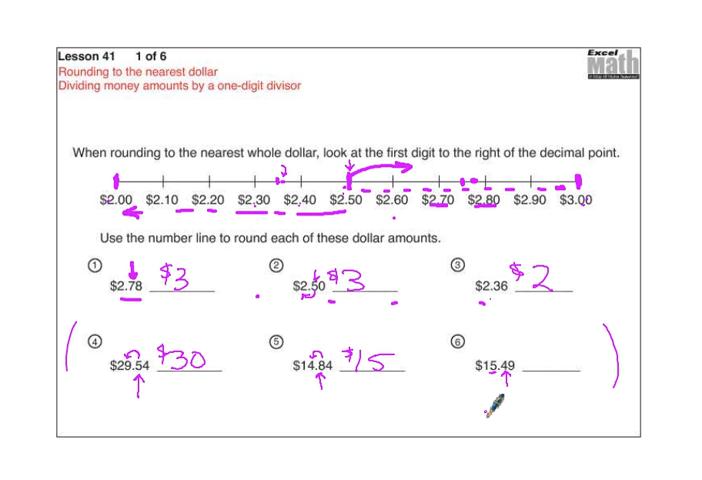 Lesson 41 1 of 6
Excel
Math
Rounding to the nearest dollar
Dividing money amounts by a one-digit divisor
When rounding to the nearest whole dollar, look at the first digit to the right of the decimal point.
$2.00 $2.10 $2.20 $2.30 $2.40 $2.50 $2.60 $2.70 $2.80 $2.90 $3.00
Use the number line to round each of these dollar amounts.
1 2 3
$2.78 $3 $2.50 $3 $2.36 $2
4 5 6
$29.54 $30 $14.84 $15 $15.49